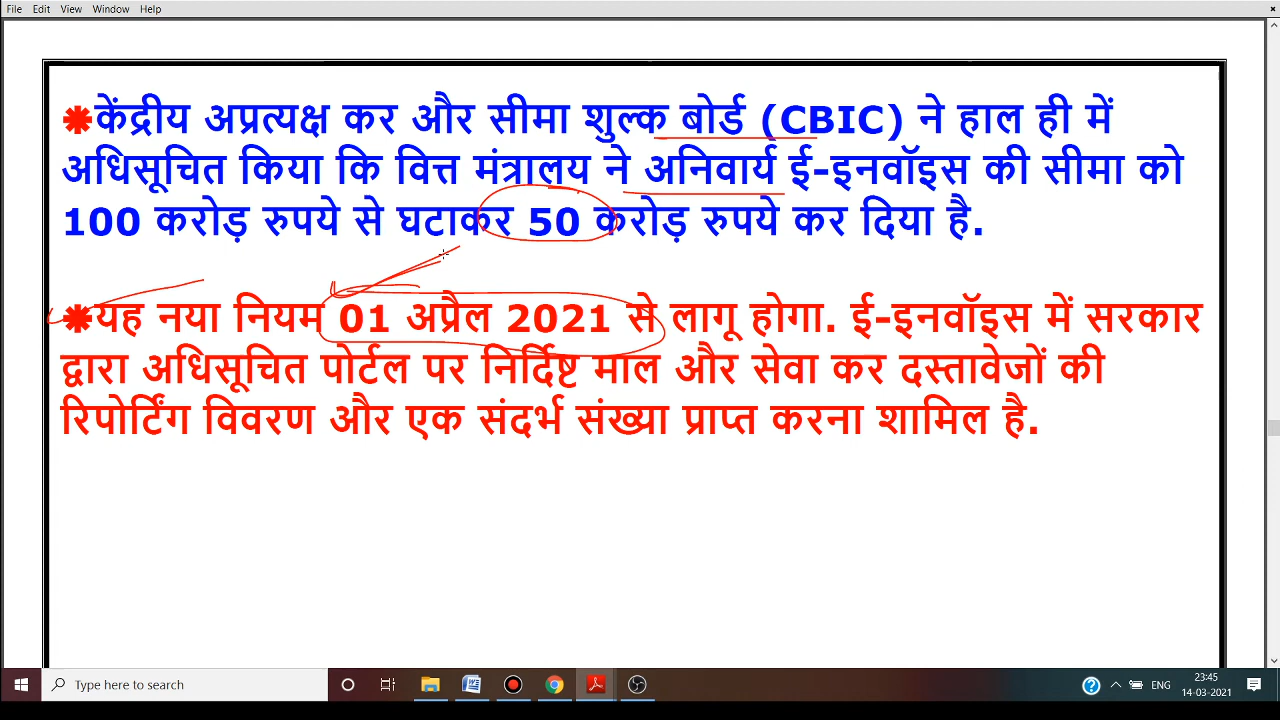 File Edit View Window Help
केंद्रीय अप्रत्यक्ष कर और सीमा शुल्क बोर्ड (CBIC) ने हाल ही में
अधिसूचित किया कि वित्त मंत्रालय ने अनिवार्य ई-इनवॉइस की सीमा को
100 करोड़ रुपये से घटाकर 50 करोड़ रुपये कर दिया है.
यह नया नियम 01 अप्रैल 2021 से लागू होगा. ई-इनवॉइस में सरकार
द्वारा अधिसूचित पोर्टल पर निर्दिष्ट माल और सेवा कर दस्तावेजों की
रिपोर्टिंग विवरण और एक संदर्भ संख्या प्राप्त करना शामिल है.
Type here to search
ENG
23:45
14-03-2021